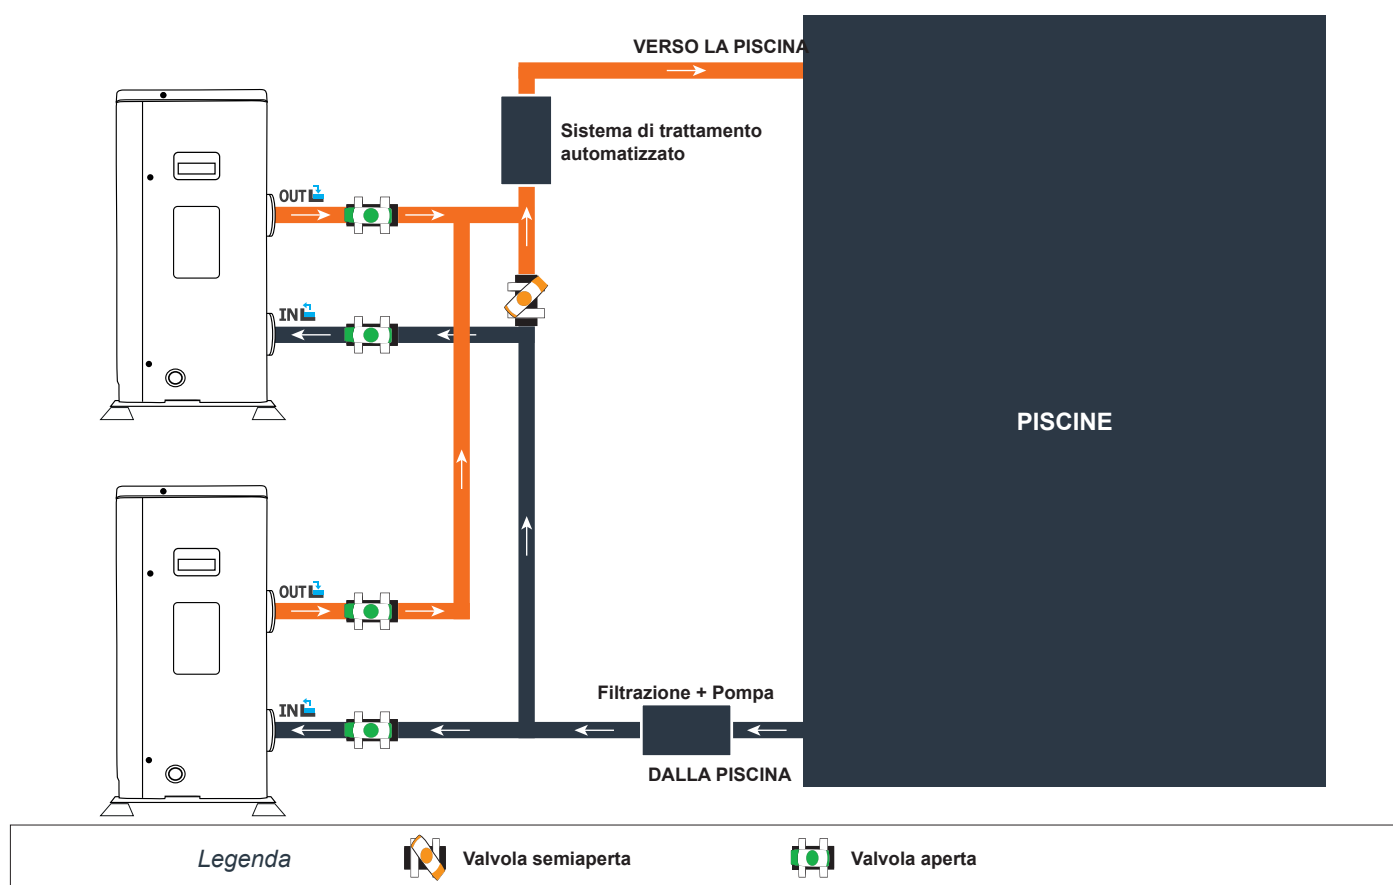 VERSO LA PISCINA
Sistema di trattamento
automatizzato
OUT
IN
PISCINE
OUT
IN
Filtrazione + Pompa
DALLA PISCINA
Legenda
Valvola semiaperta
Valvola aperta